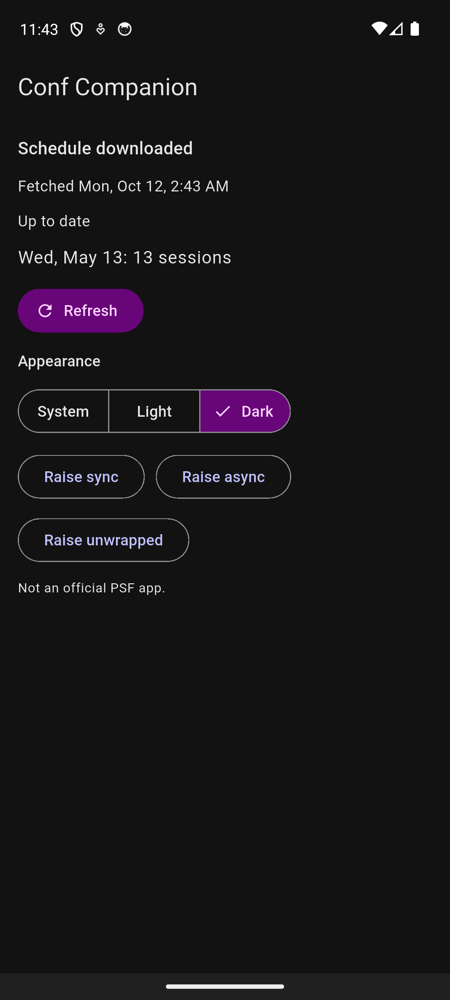 11:43
Conf Companion
Schedule downloaded
Fetched Mon, Oct 12, 2:43 AM
Up to date
Wed, May 13: 13 sessions
Refresh
Appearance
System Light Dark
Raise sync Raise async
Raise unwrapped
Not an official PSF app.